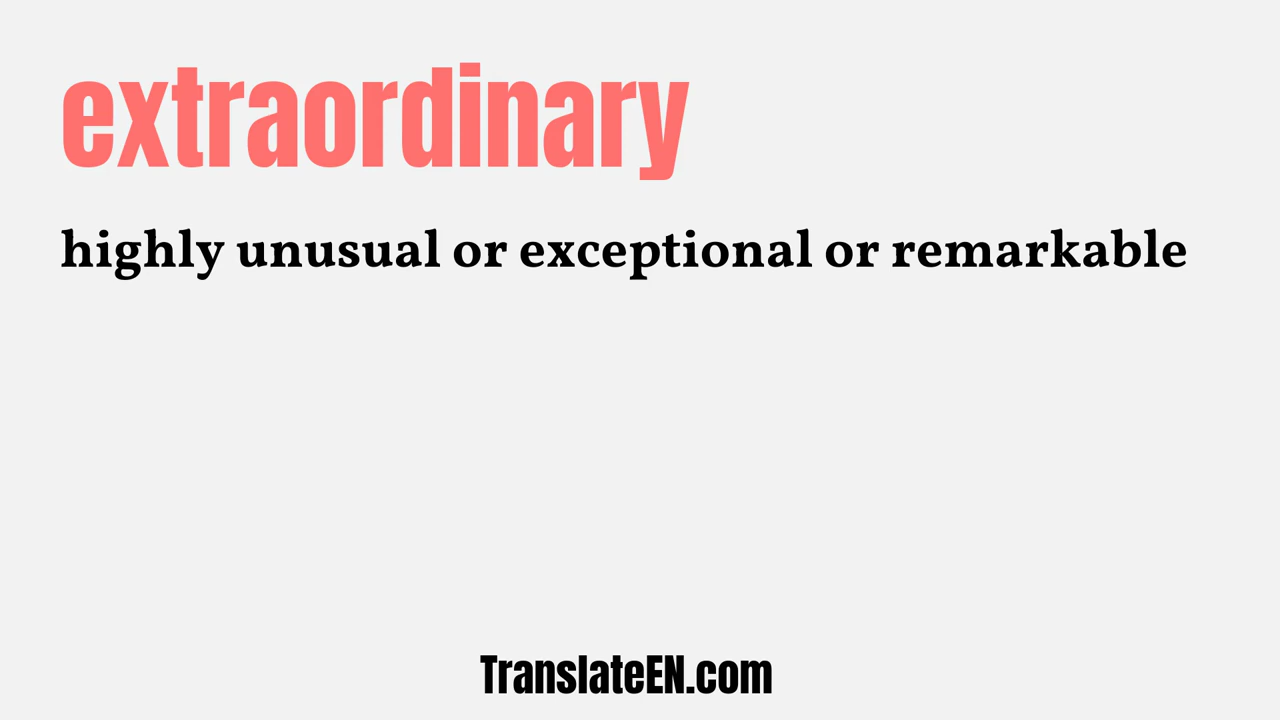 extraordinary
highly unusual or exceptional or remarkable
TranslateEN.com